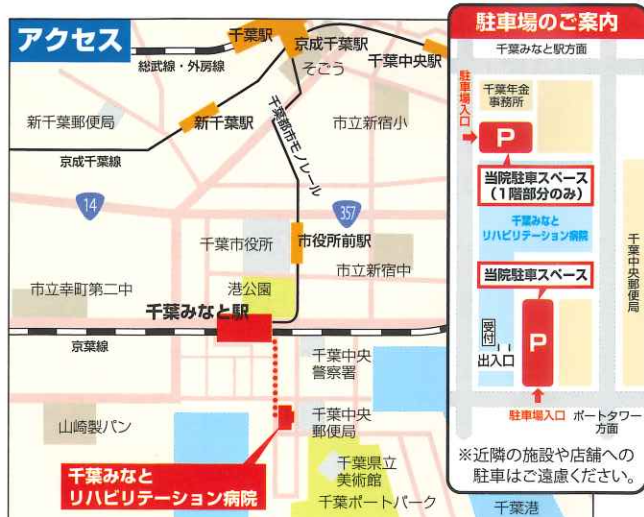 アクセス
千葉駅
京成千葉駅
総武線・外房線
そごう
千葉中央駅
新千葉郵便局
新千葉駅
千葉都市モノレール
市立新宿小
京成千葉線
14
357
千葉市役所
市役所前駅
市立幸町第二中
港公園
市立新宿中
千葉みなと駅
京葉線
千葉中央
警察署
山崎製パン
千葉中央
郵便局
千葉みなと
リハビリテーション病院
千葉県立
美術館
千葉ポートパーク
千葉港
駐車場のご案内
千葉みなと駅方面
駐車場入口
千葉年金
事務所
P
当院駐車スペース
(1階部分のみ)
千葉みなと
リハビリテーション病院
千葉中央郵便局
当院駐車スペース
受付
P
出入口
駐車場入口
ポートタワー
方面
※近隣の施設や店舗への
駐車はご遠慮ください。